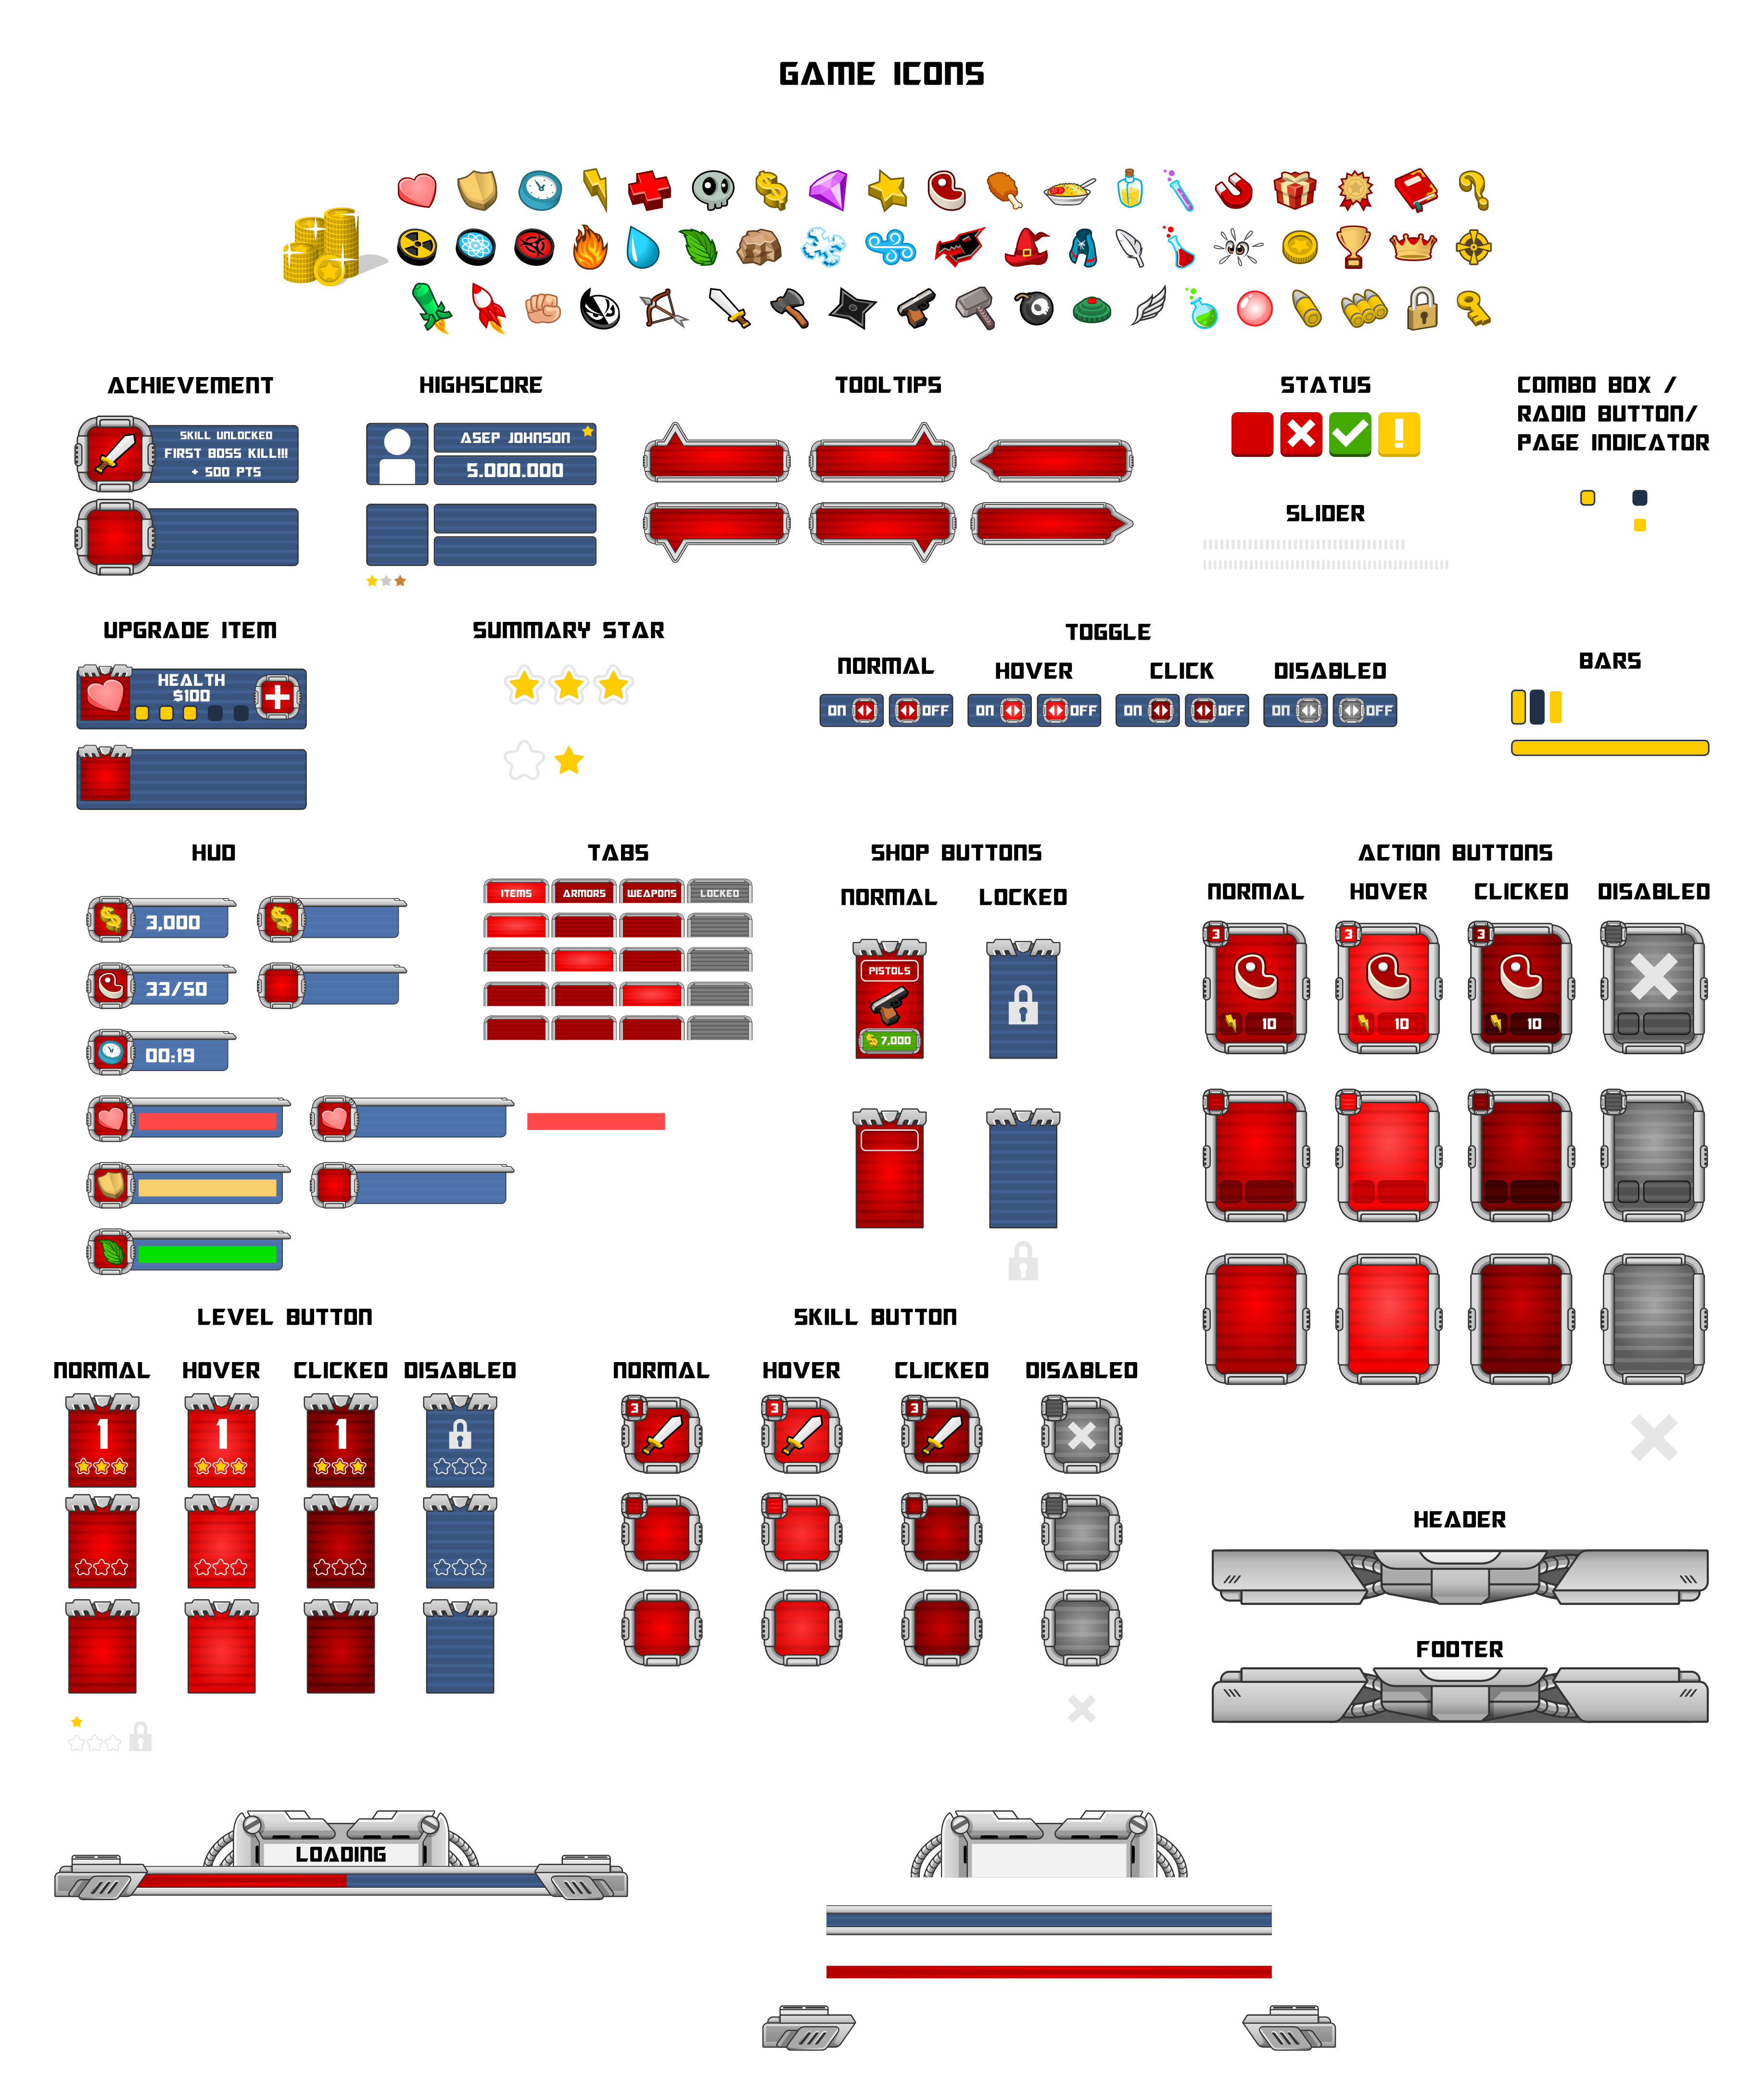 GAME ICONS
ACHIEVEMENT
SKILL UNLOCKED
FIRST BOSS KILL!!!
+ 500 PTS
HIGHSCORE
ASEP JOHNSON
5.000.000
TOOLTIPS
STATUS
!
SLIDER
COMBO BOX /
RADIO BUTTON/
PAGE INDICATOR
UPGRADE ITEM
HEALTH
$100
SUMMARY STAR
TOGGLE
NORMAL
HOVER
CLICK
DISABLED
ON
OFF
ON
OFF
ON
OFF
ON
OFF
BARS
HUD
3,000
33/50
00:19
TABS
ITEMS
ARMORS
WEAPONS
LOCKED
SHOP BUTTONS
NORMAL
LOCKED
PISTOLS
$ 7,000
ACTION BUTTONS
NORMAL
HOVER
CLICKED
DISABLED
3
3
3
10
10
10
LEVEL BUTTON
NORMAL
HOVER
CLICKED
DISABLED
1
1
1
SKILL BUTTON
NORMAL
HOVER
CLICKED
DISABLED
3
3
3
HEADER
FOOTER
LOADING